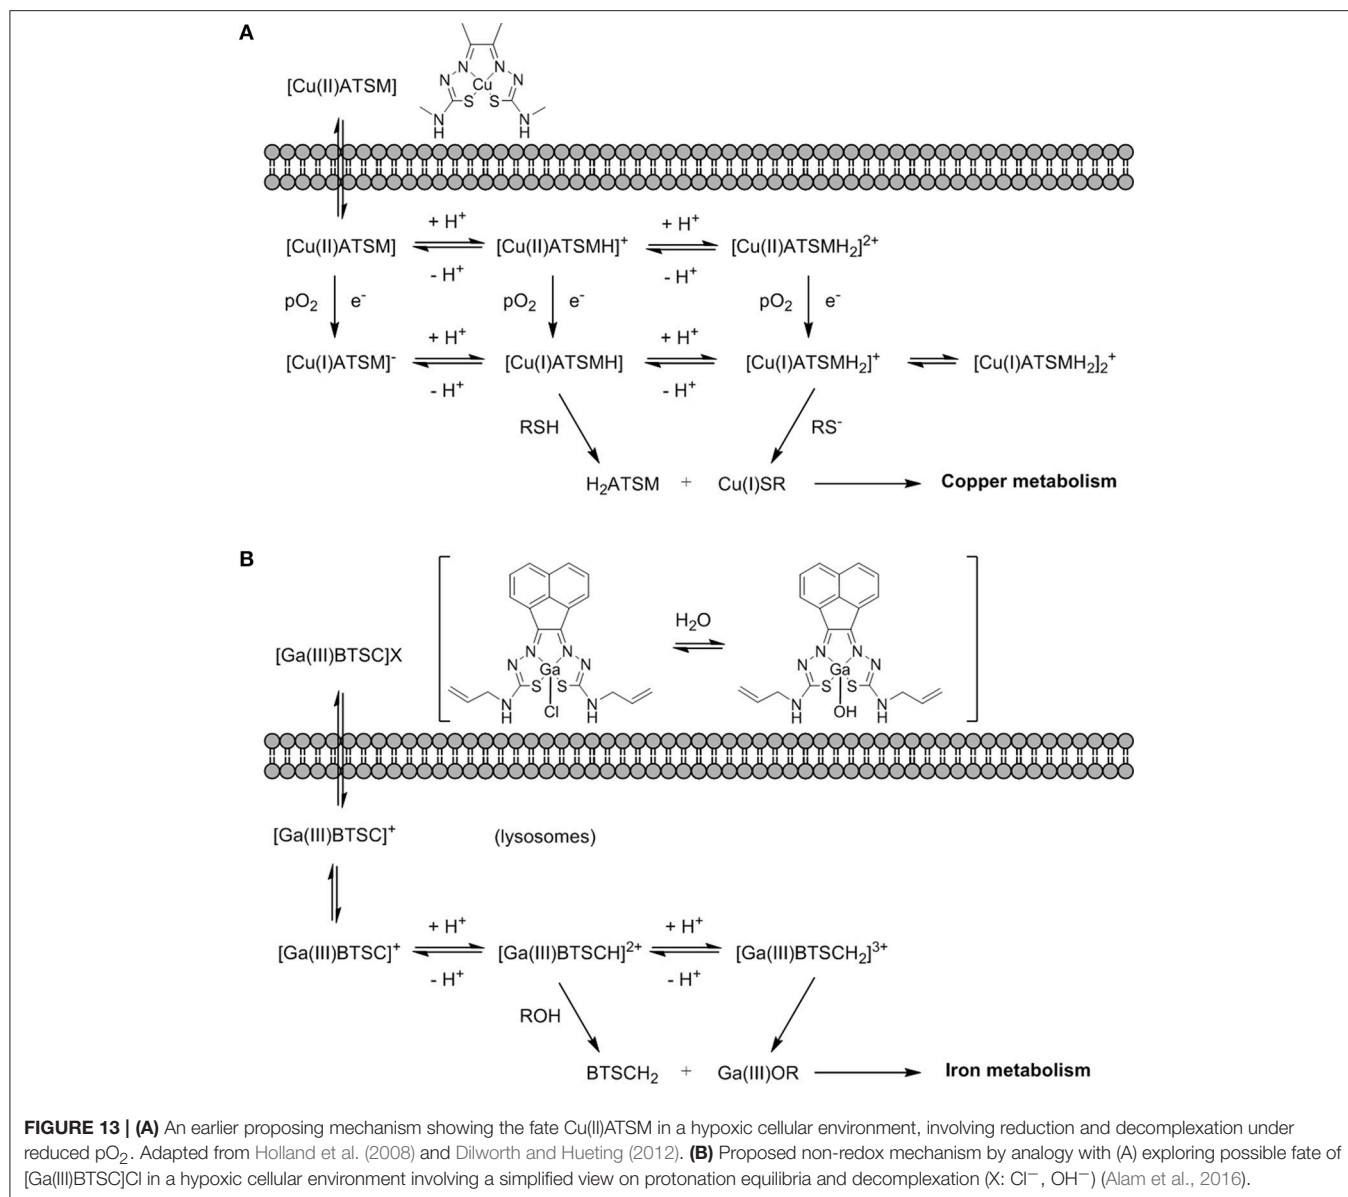 A
[Cu(II)ATSM]
N N
N N
Cu
S S
N N
H H
+ H⁺ + H⁺
[Cu(II)ATSM] [Cu(II)ATSMH]⁺ [Cu(II)ATSMH₂]²⁺
- H⁺ - H⁺
pO₂ e⁻ pO₂ e⁻ pO₂ e⁻
+ H⁺ + H⁺
[Cu(I)ATSM]⁻ [Cu(I)ATSMH] [Cu(I)ATSMH₂]⁺ [Cu(I)ATSMH₂]₂⁺
- H⁺ - H⁺
RSH RS⁻
H₂ATSM + Cu(I)SR Copper metabolism
B
[Ga(III)BTSC]X
H₂O
N N N N
N N N N
Ga Ga
S S S S
N Cl N N OH N
H H H H
[Ga(III)BTSC]⁺ (lysosomes)
+ H⁺ + H⁺
[Ga(III)BTSC]⁺ [Ga(III)BTSCH]²⁺ [Ga(III)BTSCH₂]³⁺
- H⁺ - H⁺
ROH
BTSCH₂ + Ga(III)OR Iron metabolism
FIGURE 13 | (A) An earlier proposing mechanism showing the fate Cu(II)ATSM in a hypoxic cellular environment, involving reduction and decomplexation under
reduced pO₂. Adapted from Holland et al. (2008) and Dilworth and Hueting (2012). (B) Proposed non-redox mechanism by analogy with (A) exploring possible fate of
[Ga(III)BTSC]Cl in a hypoxic cellular environment involving a simplified view on protonation equilibria and decomplexation (X: Cl⁻, OH⁻) (Alam et al., 2016).